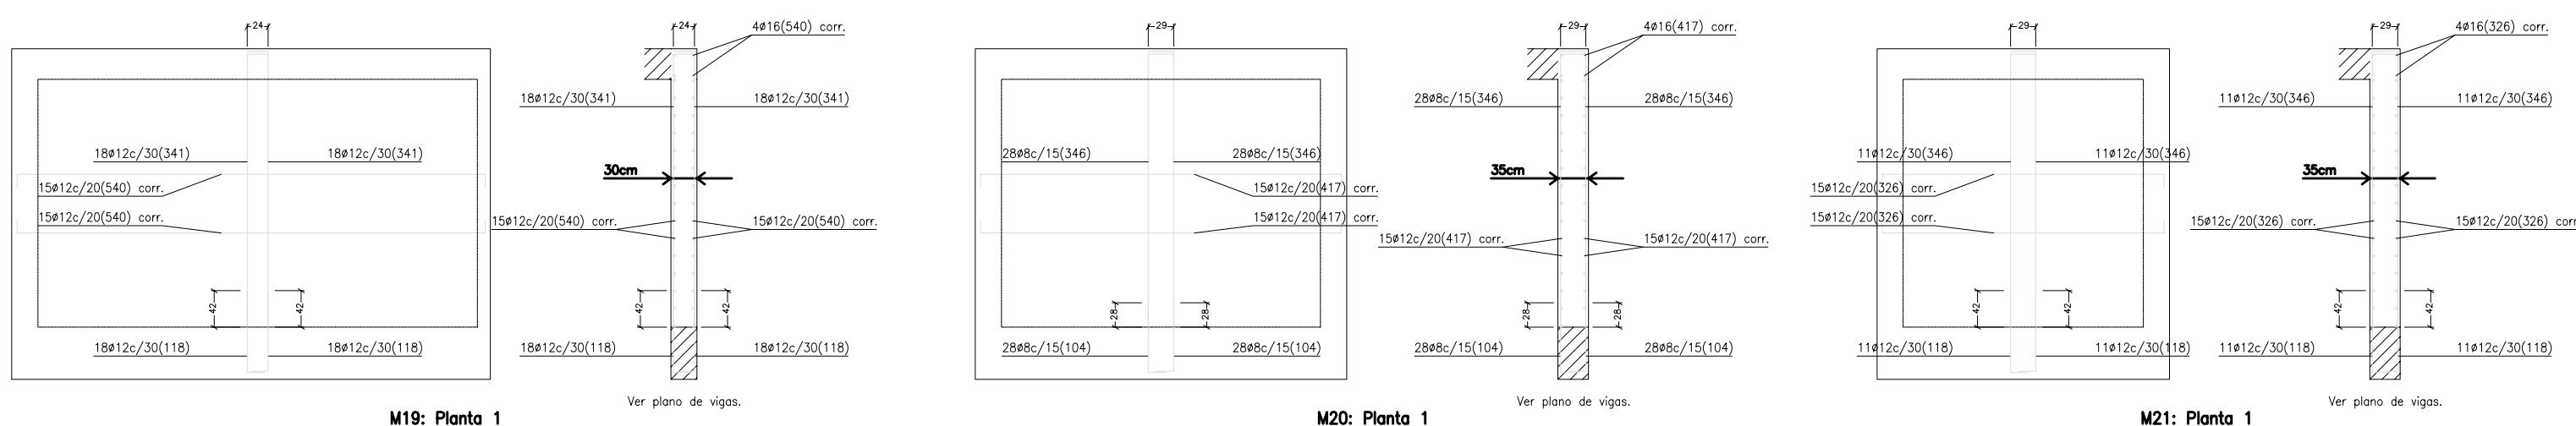 24
18ø12c/30(341)
18ø12c/30(341)
15ø12c/20(540) corr.
15ø12c/20(540) corr.
42
42
18ø12c/30(118)
18ø12c/30(118)
24
4ø16(540) corr.
18ø12c/30(341)
18ø12c/30(341)
30cm
15ø12c/20(540) corr.
15ø12c/20(540) corr.
42
42
18ø12c/30(118)
18ø12c/30(118)
Ver plano de vigas.
M19: Planta 1
29
28ø8c/15(346)
28ø8c/15(346)
15ø12c/20(417) corr.
15ø12c/20(417) corr.
28
28
28ø8c/15(104)
28ø8c/15(104)
29
4ø16(417) corr.
28ø8c/15(346)
28ø8c/15(346)
35cm
15ø12c/20(417) corr.
15ø12c/20(417) corr.
28
28
28ø8c/15(104)
28ø8c/15(104)
Ver plano de vigas.
M20: Planta 1
29
11ø12c/30(346)
11ø12c/30(346)
15ø12c/20(326) corr.
15ø12c/20(326) corr.
42
42
11ø12c/30(118)
11ø12c/30(118)
29
4ø16(326) corr.
11ø12c/30(346)
11ø12c/30(346)
35cm
15ø12c/20(326) corr.
15ø12c/20(326) corr
42
42
11ø12c/30(118)
11ø12c/30(118)
Ver plano de vigas.
M21: Planta 1